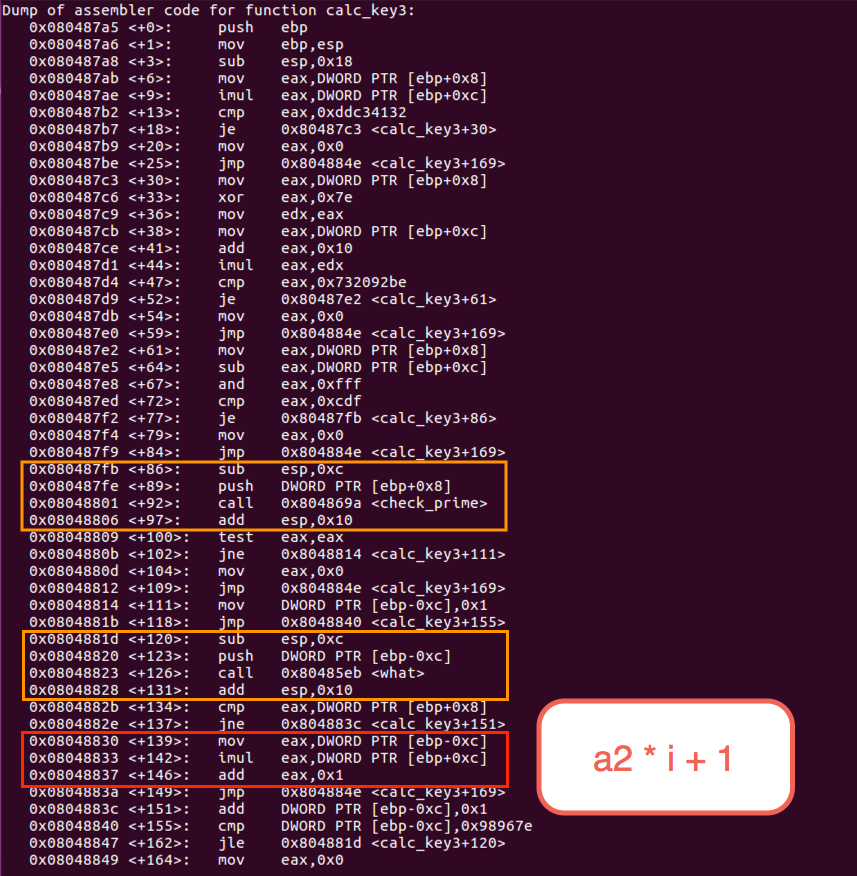 Dump of assembler code for function calc_key3:
0x080487a5 <+0>: push ebp
0x080487a6 <+1>: mov ebp,esp
0x080487a8 <+3>: sub esp,0x18
0x080487ab <+6>: mov eax,DWORD PTR [ebp+0x8]
0x080487ae <+9>: imul eax,DWORD PTR [ebp+0xc]
0x080487b2 <+13>: cmp eax,0xddc34132
0x080487b7 <+18>: je 0x80487c3 <calc_key3+30>
0x080487b9 <+20>: mov eax,0x0
0x080487be <+25>: jmp 0x804884e <calc_key3+169>
0x080487c3 <+30>: mov eax,DWORD PTR [ebp+0x8]
0x080487c6 <+33>: xor eax,0x7e
0x080487c9 <+36>: mov edx,eax
0x080487cb <+38>: mov eax,DWORD PTR [ebp+0xc]
0x080487ce <+41>: add eax,0x10
0x080487d1 <+44>: imul eax,edx
0x080487d4 <+47>: cmp eax,0x732092be
0x080487d9 <+52>: je 0x80487e2 <calc_key3+61>
0x080487db <+54>: mov eax,0x0
0x080487e0 <+59>: jmp 0x804884e <calc_key3+169>
0x080487e2 <+61>: mov eax,DWORD PTR [ebp+0x8]
0x080487e5 <+64>: sub eax,DWORD PTR [ebp+0xc]
0x080487e8 <+67>: and eax,0xfff
0x080487ed <+72>: cmp eax,0xcdf
0x080487f2 <+77>: je 0x80487fb <calc_key3+86>
0x080487f4 <+79>: mov eax,0x0
0x080487f9 <+84>: jmp 0x804884e <calc_key3+169>
0x080487fb <+86>: sub esp,0xc
0x080487fe <+89>: push DWORD PTR [ebp+0x8]
0x08048801 <+92>: call 0x804869a <check_prime>
0x08048806 <+97>: add esp,0x10
0x08048809 <+100>: test eax,eax
0x0804880b <+102>: jne 0x8048814 <calc_key3+111>
0x0804880d <+104>: mov eax,0x0
0x08048812 <+109>: jmp 0x804884e <calc_key3+169>
0x08048814 <+111>: mov DWORD PTR [ebp-0xc],0x1
0x0804881b <+118>: jmp 0x8048840 <calc_key3+155>
0x0804881d <+120>: sub esp,0xc
0x08048820 <+123>: push DWORD PTR [ebp-0xc]
0x08048823 <+126>: call 0x80485eb <what>
0x08048828 <+131>: add esp,0x10
0x0804882b <+134>: cmp eax,DWORD PTR [ebp+0x8]
0x0804882e <+137>: jne 0x804883c <calc_key3+151>
0x08048830 <+139>: mov eax,DWORD PTR [ebp-0xc]
0x08048833 <+142>: imul eax,DWORD PTR [ebp+0xc]
0x08048837 <+146>: add eax,0x1
0x0804883a <+149>: jmp 0x804884e <calc_key3+169>
0x0804883c <+151>: add DWORD PTR [ebp-0xc],0x1
0x08048840 <+155>: cmp DWORD PTR [ebp-0xc],0x98967e
0x08048847 <+162>: jle 0x804881d <calc_key3+120>
0x08048849 <+164>: mov eax,0x0
a2 * i + 1